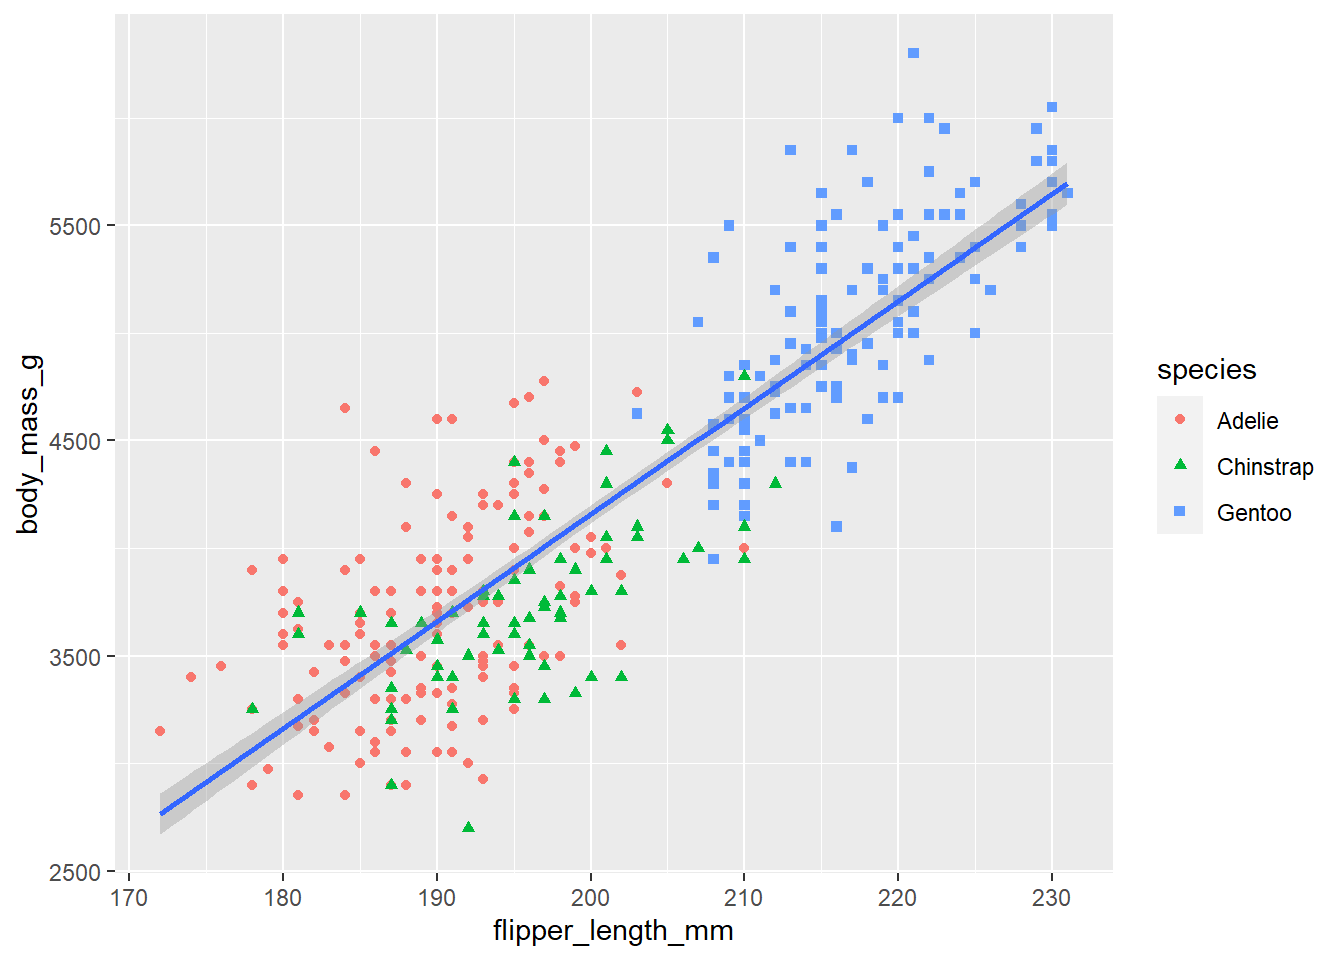 body_mass_g
5500
4500
3500
2500
170 180 190 200 210 220 230
flipper_length_mm
species
Adelie
Chinstrap
Gentoo